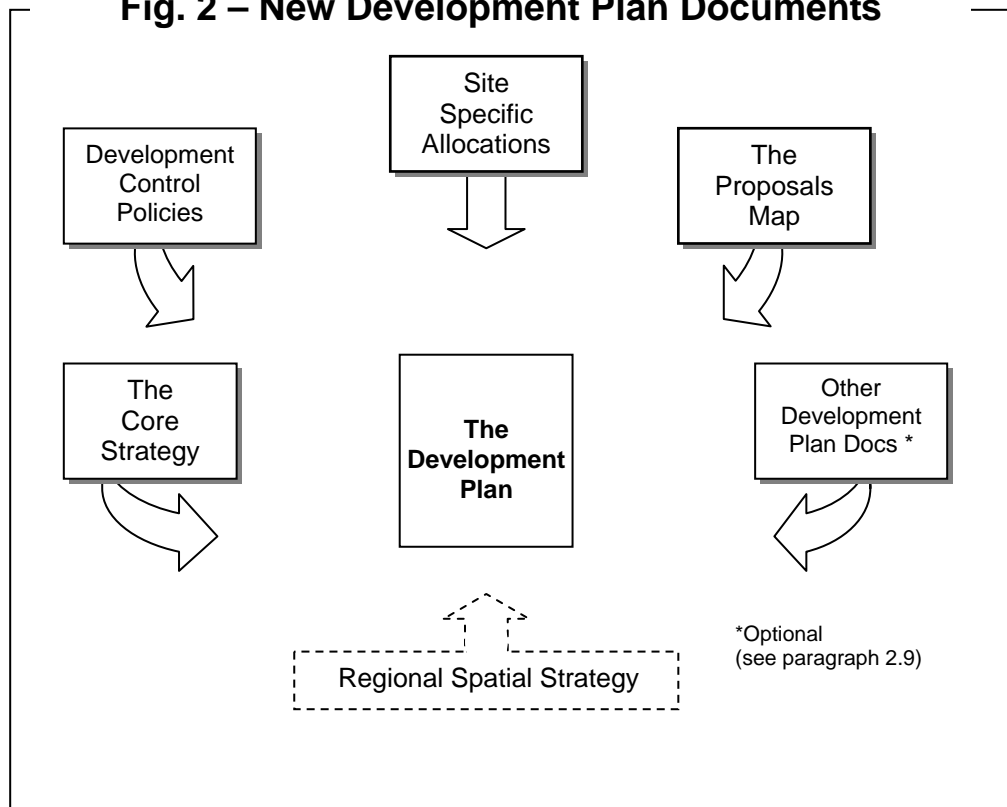 Fig. 2 – New Development Plan Documents
Site
Specific
Allocations
Development
Control
Policies
The
Proposals
Map
The
Core
Strategy
The
Development
Plan
Other
Development
Plan Docs *
*Optional
(see paragraph 2.9)
Regional Spatial Strategy